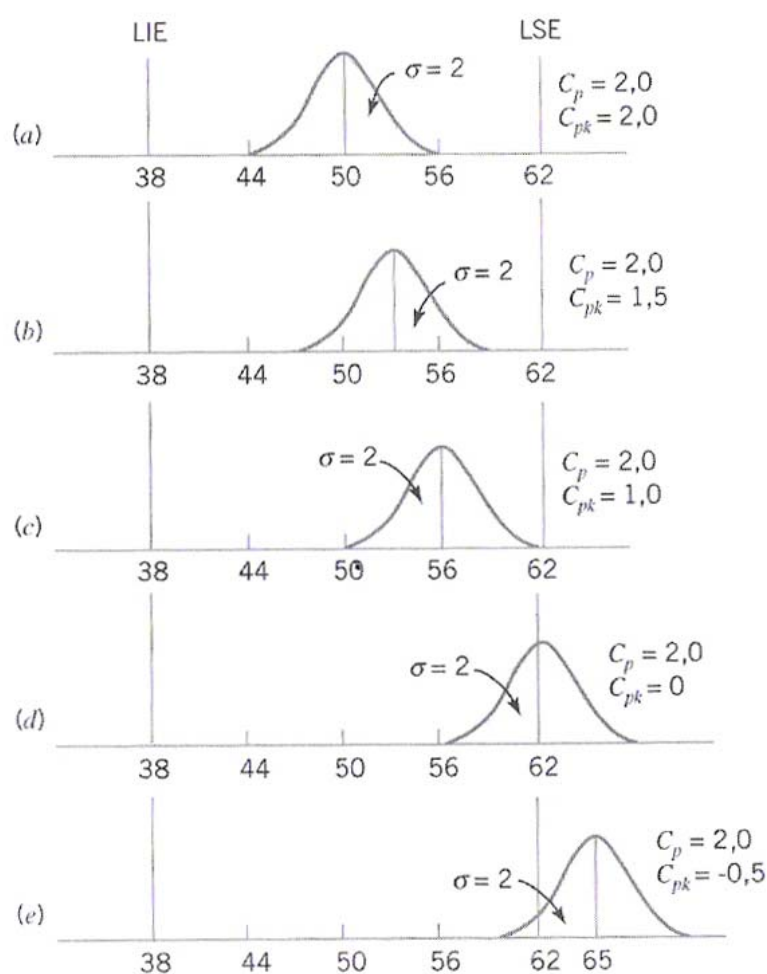 LIE LSE
(a)
σ = 2
C_p = 2,0
C_pk = 2,0
38 44 50 56 62
(b)
σ = 2
C_p = 2,0
C_pk = 1,5
38 44 50 56 62
(c)
σ = 2
C_p = 2,0
C_pk = 1,0
38 44 50 56 62
(d)
σ = 2
C_p = 2,0
C_pk = 0
38 44 50 56 62
(e)
σ = 2
C_p = 2,0
C_pk = -0,5
38 44 50 56 62 65